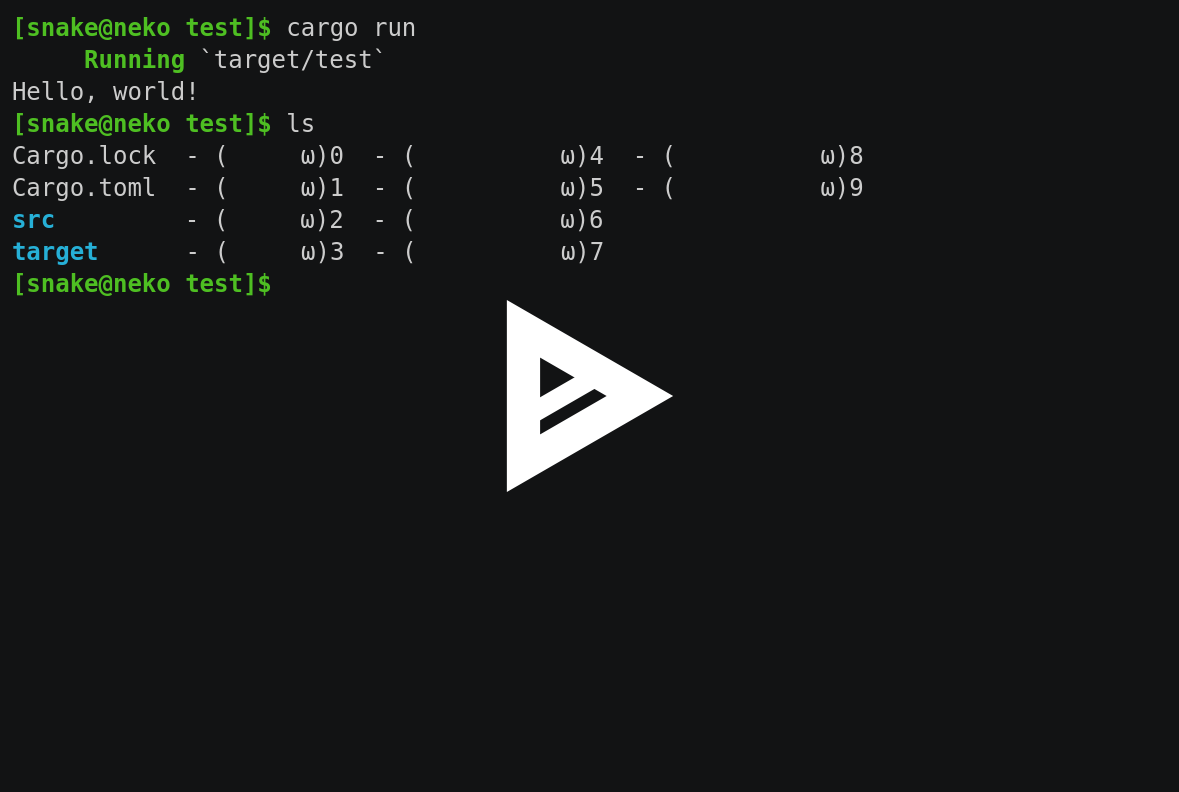 [snake@neko test]$ cargo run
     Running `target/test`
Hello, world!
[snake@neko test]$ ls
Cargo.lock  - (     ω)0  - (          ω)4  - (          ω)8
Cargo.toml  - (     ω)1  - (          ω)5  - (          ω)9
src         - (     ω)2  - (          ω)6
target      - (     ω)3  - (          ω)7
[snake@neko test]$